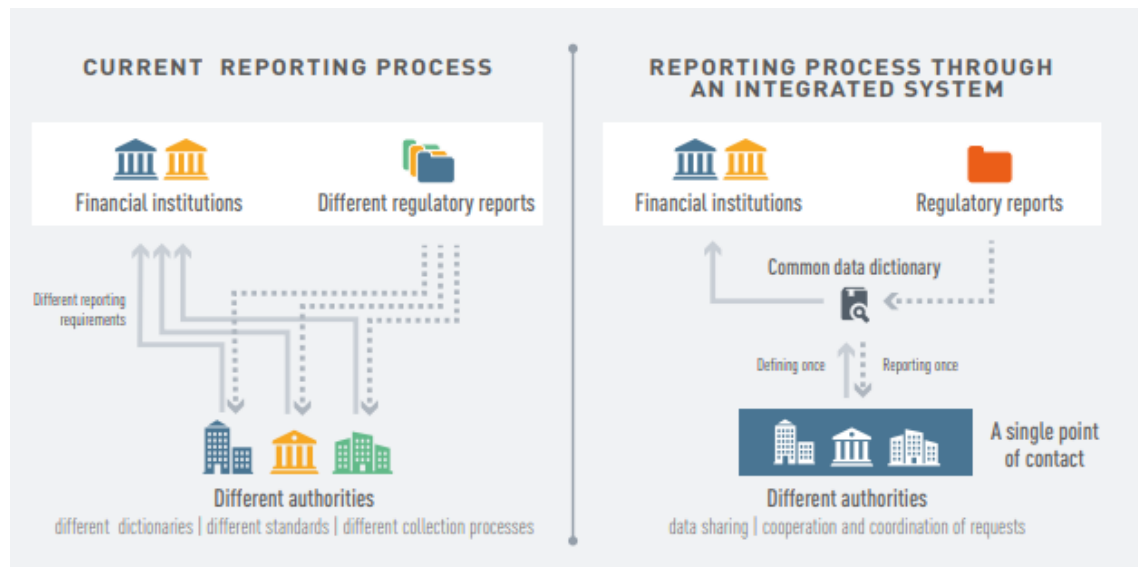 CURRENT REPORTING PROCESS
Financial institutions
Different regulatory reports
Different reporting
requirements
Different authorities
different dictionaries | different standards | different collection processes
REPORTING PROCESS THROUGH
AN INTEGRATED SYSTEM
Financial institutions
Regulatory reports
Common data dictionary
Defining once
Reporting once
A single point
of contact
Different authorities
data sharing | cooperation and coordination of requests